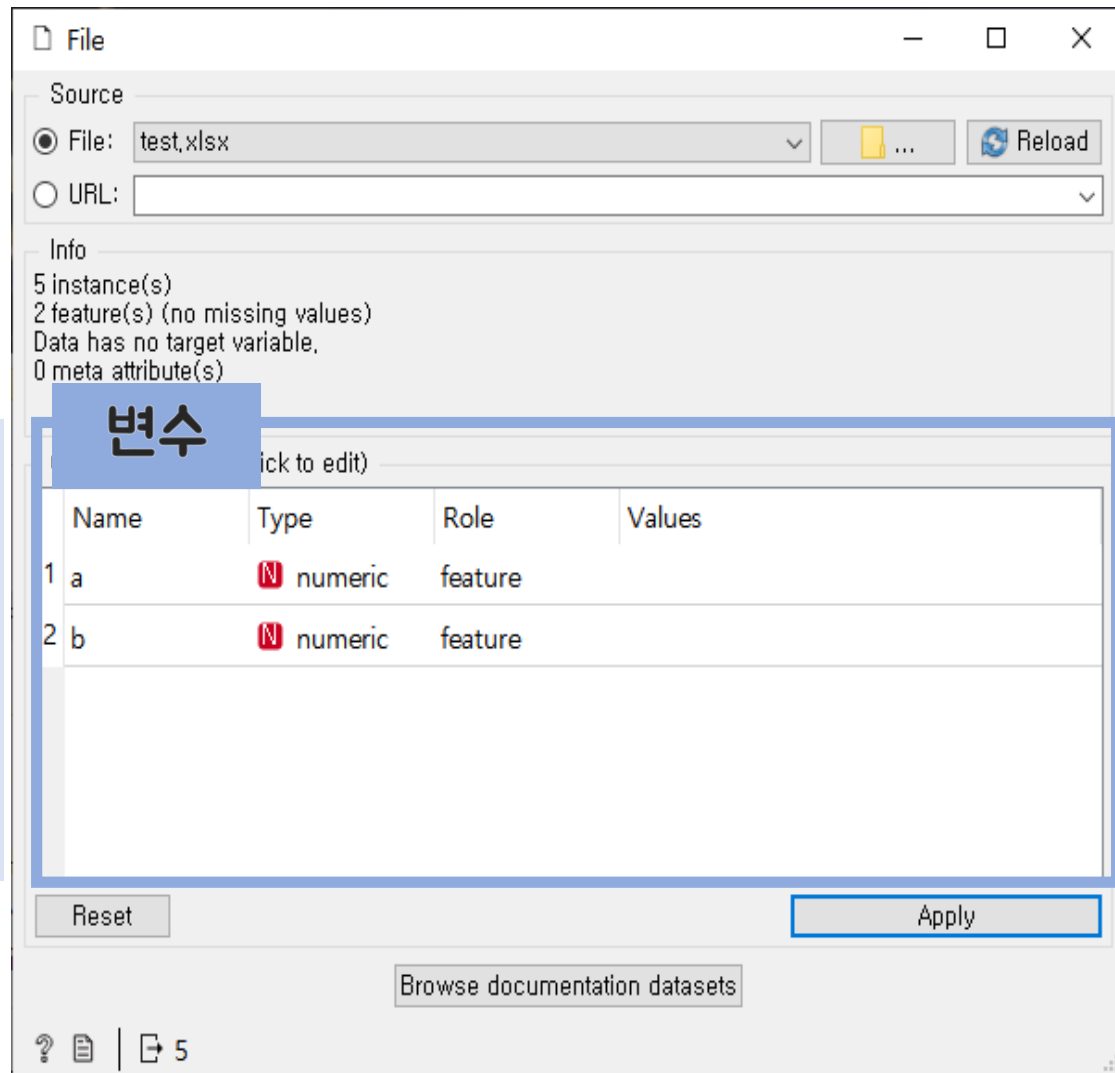 File
Source
File: test.xlsx ... Reload
URL:
Info
5 instance(s)
2 feature(s) (no missing values)
Data has no target variable.
0 meta attribute(s)
변수
ick to edit)
Name Type Role Values
1 a N numeric feature
2 b N numeric feature
Reset Apply
Browse documentation datasets
? 5